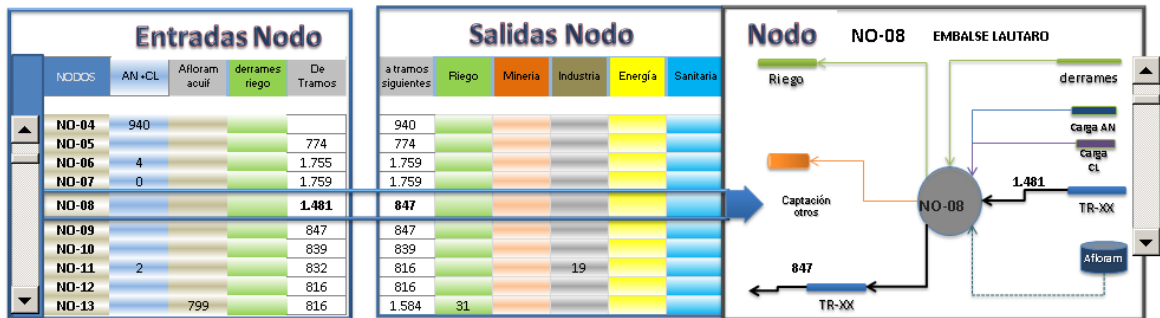 Entradas Nodo
NODOS AN+CL Afloram acuif derrames riego De Tramos
NO-04 940
NO-05 774
NO-06 4 1.755
NO-07 0 1.759
NO-08 1.481
NO-09 847
NO-10 839
NO-11 2 832
NO-12 816
NO-13 799 816
Salidas Nodo
a tramos siguientes Riego Mineria Industria Energía Sanitaria
940
774
1.759
1.759
847
847
839
816 19
816
1.584 31
Nodo NO-08 EMBALSE LAUTARO
Riego
derrames
Carga AN
Carga CL
Captación otros
NO-08
1.481
TR-XX
Afloram
847
TR-XX